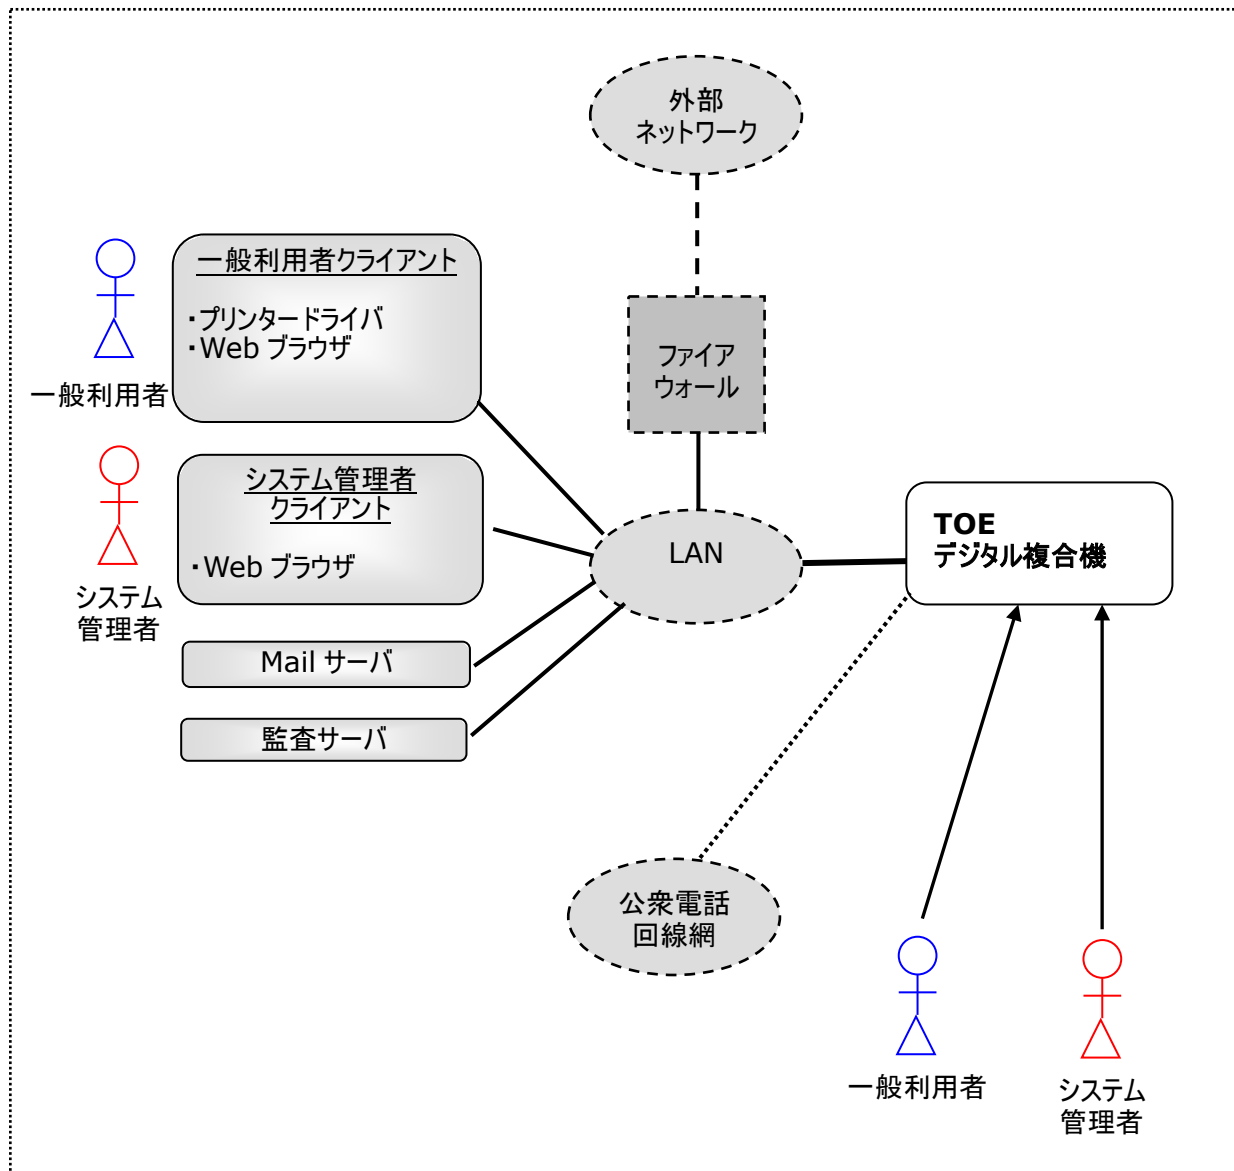 外部
ネットワーク
一般利用者クライアント
・プリンタードライバ
・Web ブラウザ
一般利用者
ファイア
ウォール
システム管理者
クライアント
・Web ブラウザ
システム
管理者
LAN
TOE
デジタル複合機
Mail サーバ
監査サーバ
公衆電話
回線網
一般利用者
システム
管理者